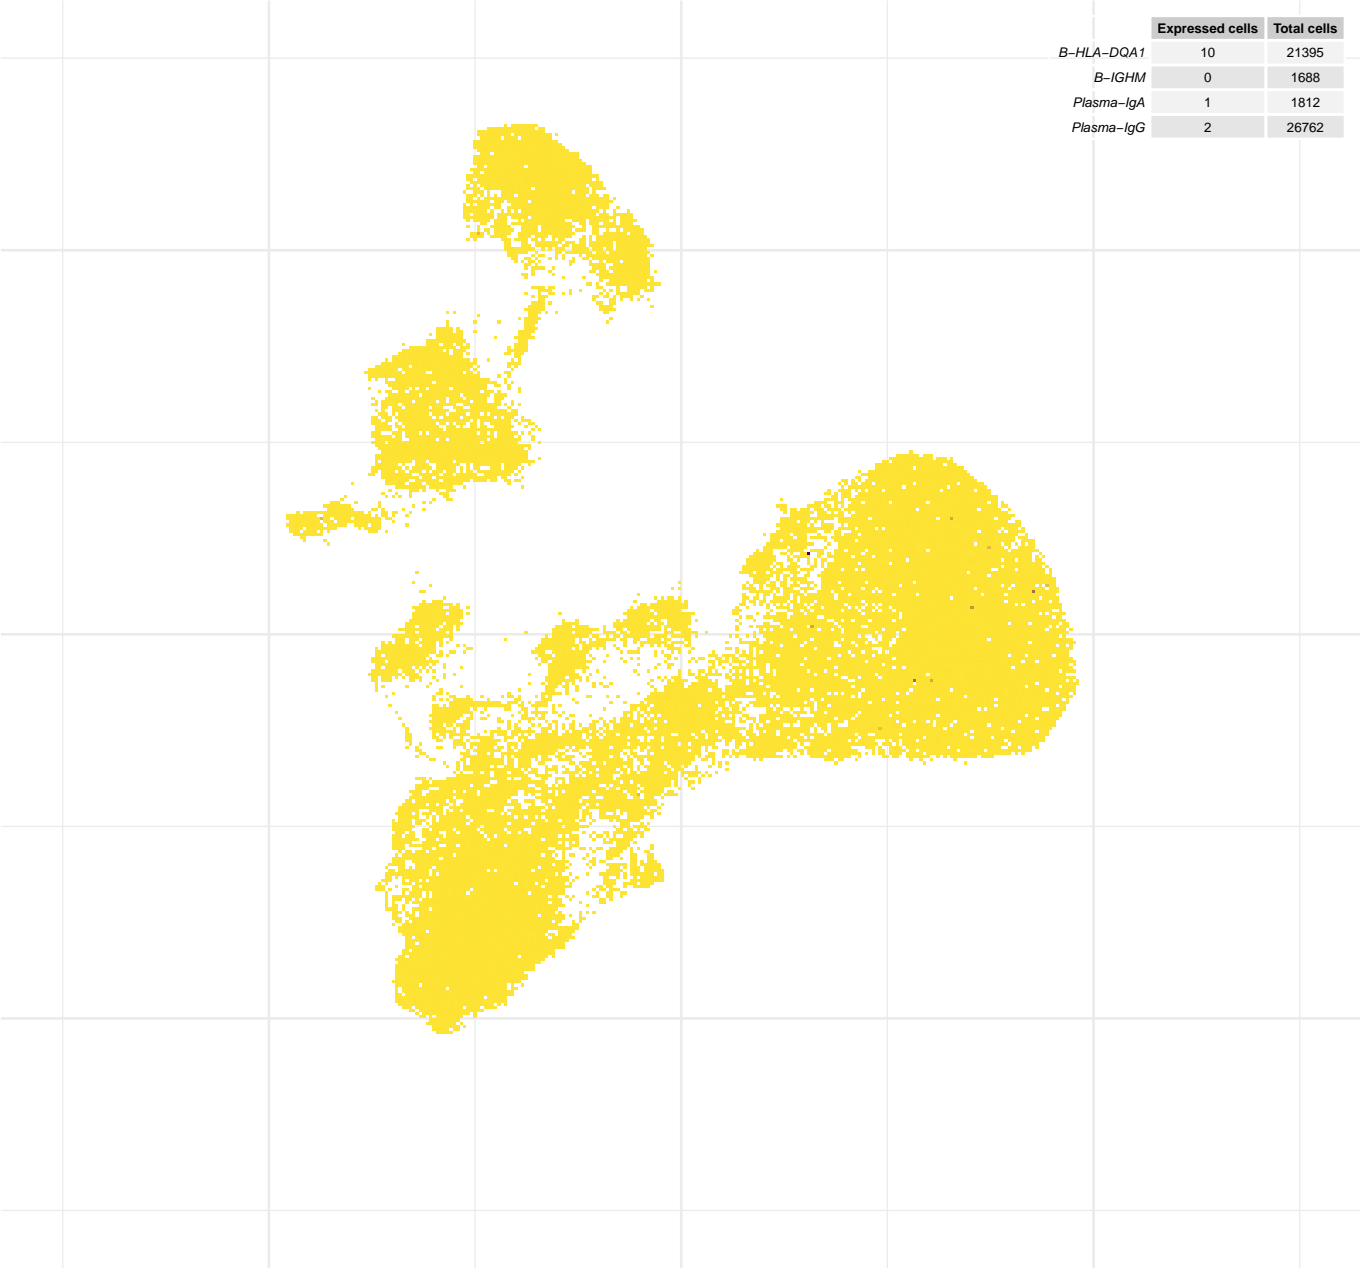 Expressed cells Total cells
B−HLA−DQA1 10 21395
B−IGHM 0 1688
Plasma−IgA 1 1812
Plasma−IgG 2 26762